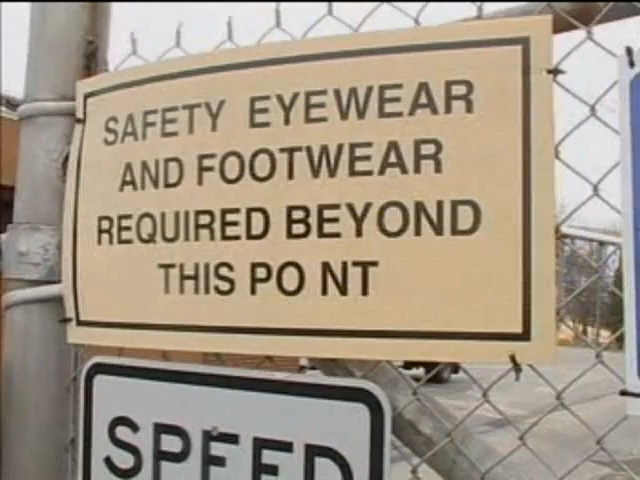 SAFETY EYEWEAR
AND FOOTWEAR
REQUIRED BEYOND
THIS PO NT
SPEED